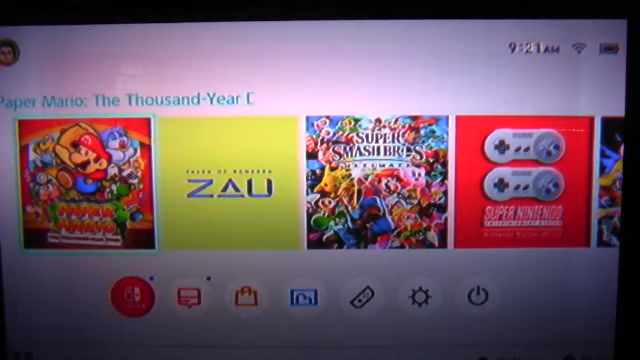 9:21 AM
Paper Mario: The Thousand-Year D
PAPER MARIO
TALES OF KENZERA
ZAU
SUPER SMASH BROS.
ULTIMATE
SUPER NINTENDO